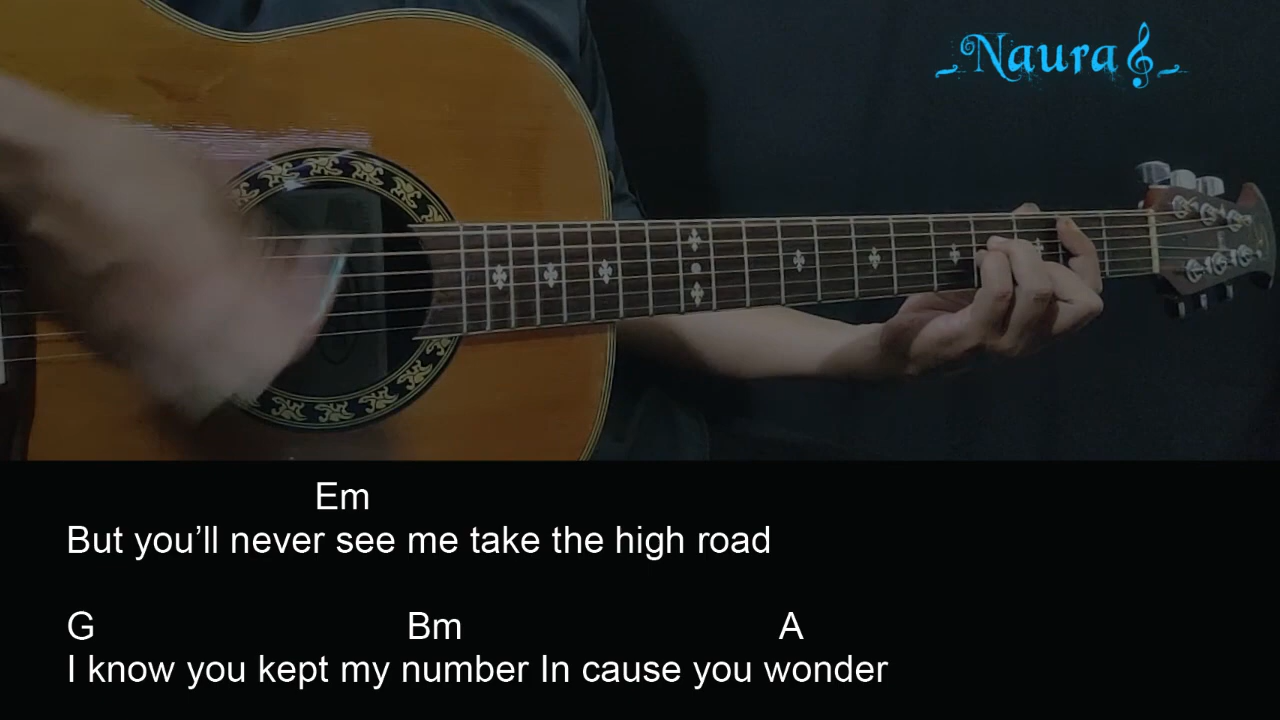 Naura
Em
But you’ll never see me take the high road
G Bm A
I know you kept my number In cause you wonder